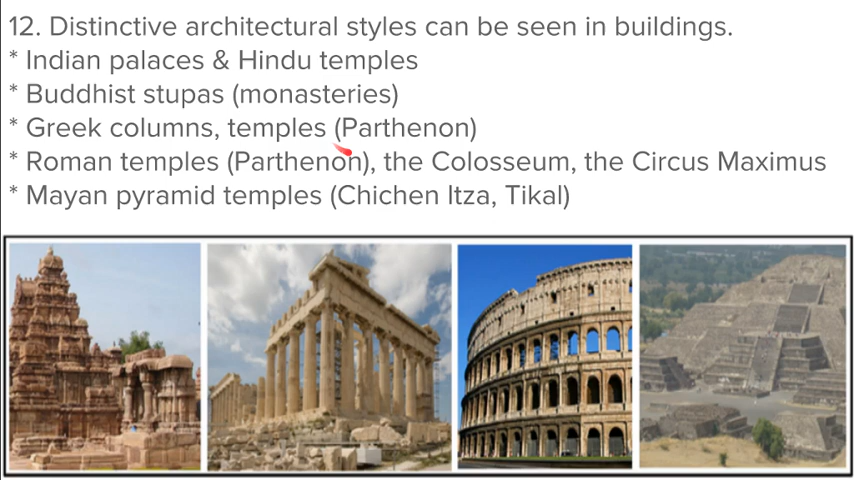 12. Distinctive architectural styles can be seen in buildings.
* Indian palaces & Hindu temples
* Buddhist stupas (monasteries)
* Greek columns, temples (Parthenon)
* Roman temples (Parthenon), the Colosseum, the Circus Maximus
* Mayan pyramid temples (Chichen Itza, Tikal)